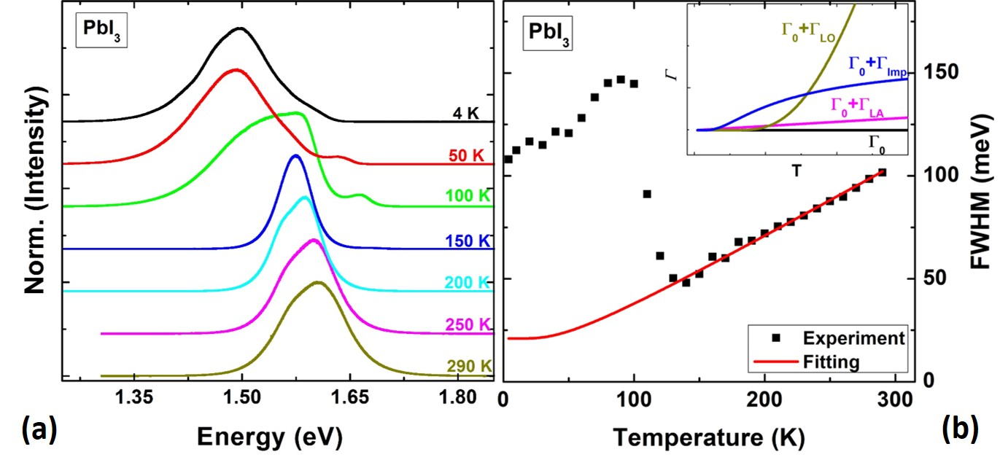 PbI3
4 K
50 K
100 K
150 K
200 K
250 K
290 K
Norm. (Intensity)
1.35 1.50 1.65 1.80
Energy (eV)
(a)
PbI3
Γ
Γ0+ΓLO
Γ0+ΓImp
Γ0+ΓLA
Γ0
T
150
100
50
0
FWHM (meV)
Experiment
Fitting
0 100 200 300
Temperature (K)
(b)